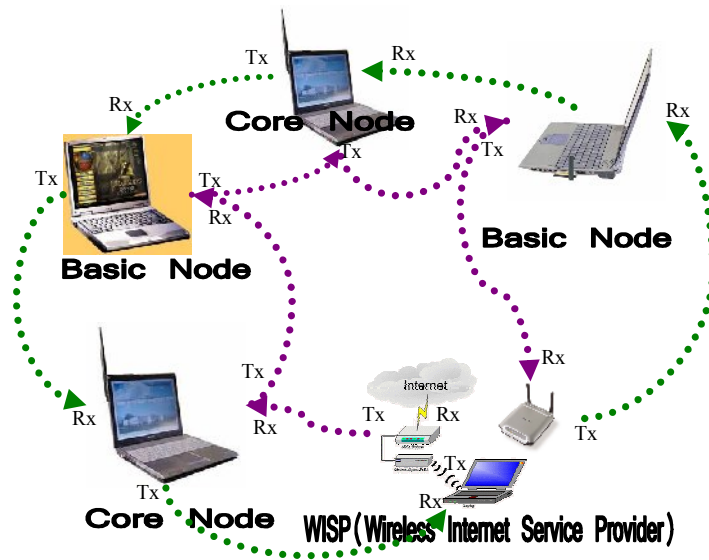 Tx
Rx
Rx
Core Node
Rx
Rx
Tx
Tx
Tx
Tx
Rx
Basic Node
Basic Node
Tx
Rx
Internet
Rx
Rx
Tx
Rx
Tx
Tx
Tx
Rx
Core Node
WISP(Wireless Internet Service Provider)